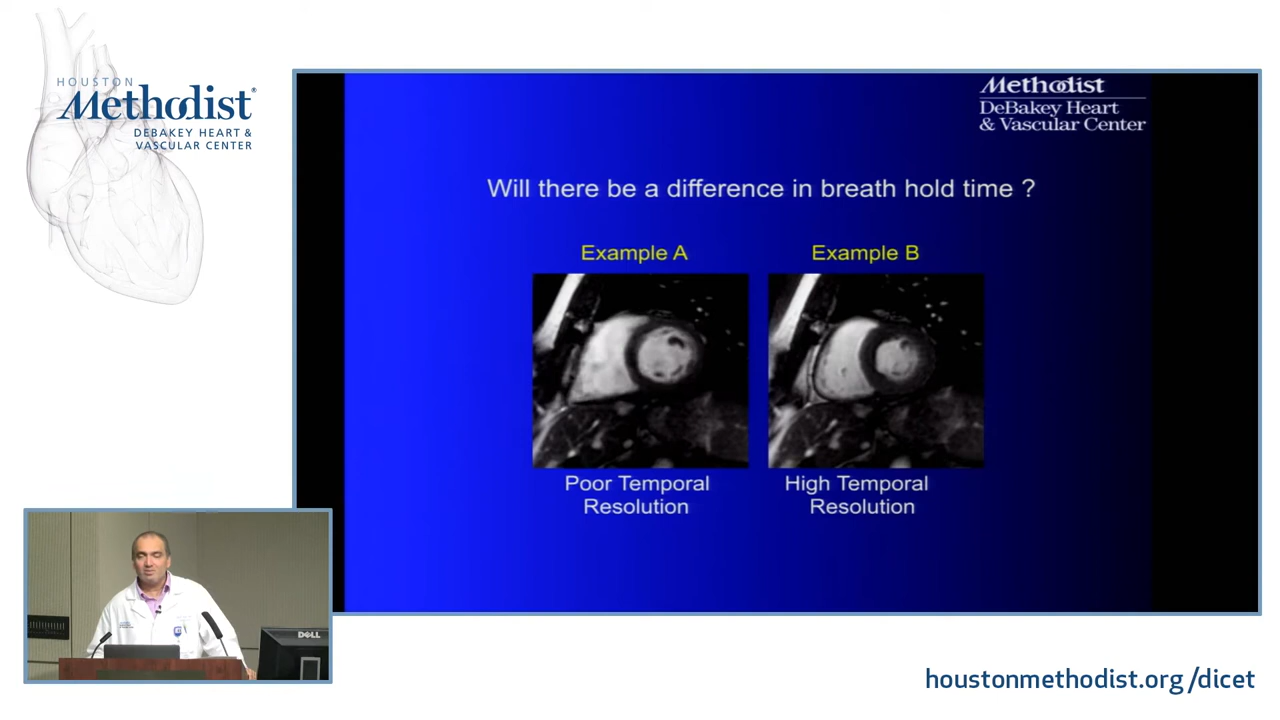 HOUSTON
Methodist®
DEBAKEY HEART &
VASCULAR CENTER
Methodist
DeBakey Heart
& Vascular Center
Will there be a difference in breath hold time ?
Example A
Example B
Poor Temporal
Resolution
High Temporal
Resolution
DELL
houstonmethodist.org/dicet